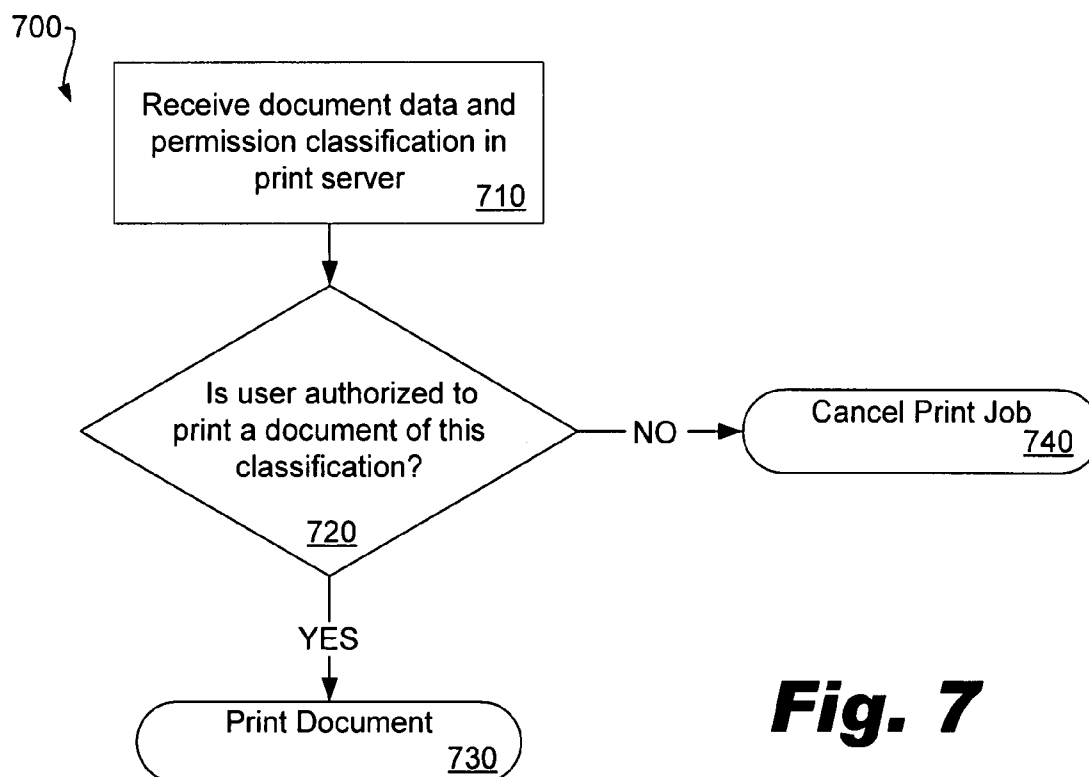 700
Receive document data and
permission classification in
print server
710
Is user authorized to
print a document of this
classification?
720
NO
Cancel Print Job
740
YES
Print Document
730
Fig. 7